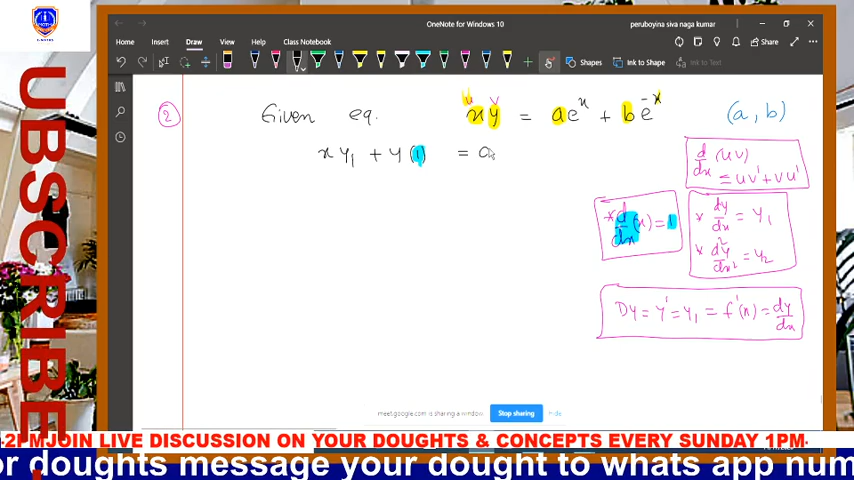 OneNote for Windows 10
peruboyina siva naga kumar
Home Insert Draw View Help Class Notebook
Share
Shapes Ink to Shape Ink to Text
2 Given eq. xy = ae^x + be^-x (a, b)
u v
x y₁ + y (1) = a
d/dx (uv)
= uv' + vu'
* d/dx (x) = 1
* dy/dx = y₁
* d²y/dx² = y₂
Dy = y' = y₁ = f'(x) = dy/dx
meet.google.com is sharing a window. Stop sharing Hide
SCRIBE
-2PMJOIN LIVE DISCUSSION ON YOUR DOUGHTS & CONCEPTS EVERY SUNDAY 1PM-
or doughts message your dought to whats app num